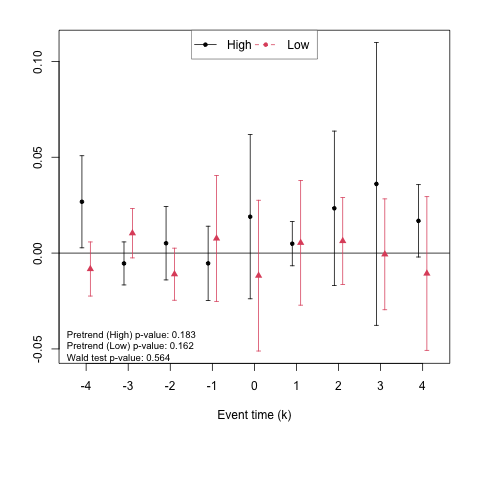 High Low
0.10
0.05
0.00
-0.05
Pretrend (High) p-value: 0.183
Pretrend (Low) p-value: 0.162
Wald test p-value: 0.564
-4 -3 -2 -1 0 1 2 3 4
Event time (k)